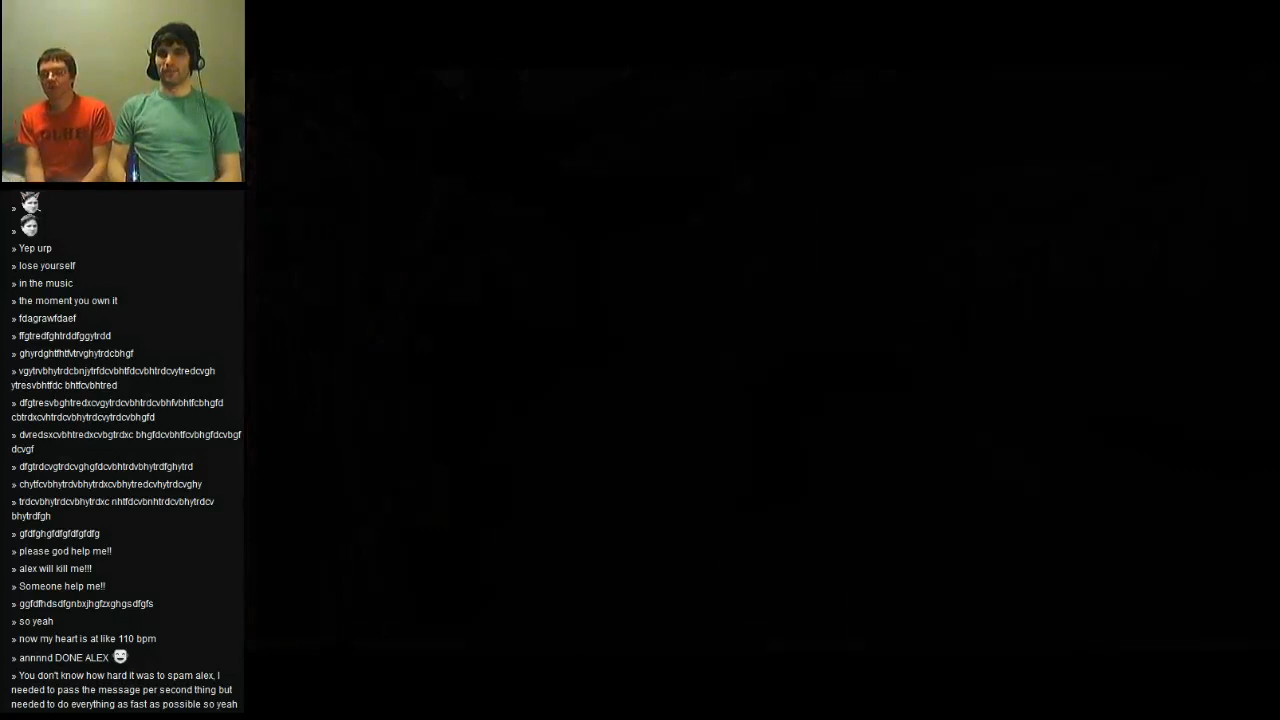 DUKE
» Yep urp
» lose yourself
» in the music
» the moment you own it
» fdagrawfdaef
» ffgtredfghtrddfggytrdd
» ghyrdghtfhtfvtrvghytrdcbhgf
» vgytrvbhytrdcbnjytrfdcvbhtfdcvbhtrdcvytredcvgh
ytresvbhtfdc bhtfcvbhtred
» dfgtresvbghtredxcvgytrdcvbhtrdcvbhfvbhtfcbhgfd
cbtrdxcvhtrdcvbhytrdcvytrdcvbhgfd
» dvredsxcvbhtredxcvbgtrdxc bhgfdcvbhtfcvbhgfdcvbgf
dcvgf
» dfgtrdcvgtrdcvghgfdcvbhtrdvbhytrdfghytrd
» chytfcvbhytrdvbhytrdxcvbhytredcvhytrdcvghy
» trdcvbhytrdcvbhytrdxc nhtfdcvbnhtrdcvbhytrdcv
bhytrdfgh
» gfdfghgfdfgfdfgfdfg
» please god help me!!
» alex will kill me!!!
» Someone help me!!
» ggfdfhdsdfgnbxjhgfzxghgsdfgfs
» so yeah
» now my heart is at like 110 bpm
» annnnd DONE ALEX
» You don't know how hard it was to spam alex, I
needed to pass the message per second thing but
needed to do everything as fast as possible so yeah